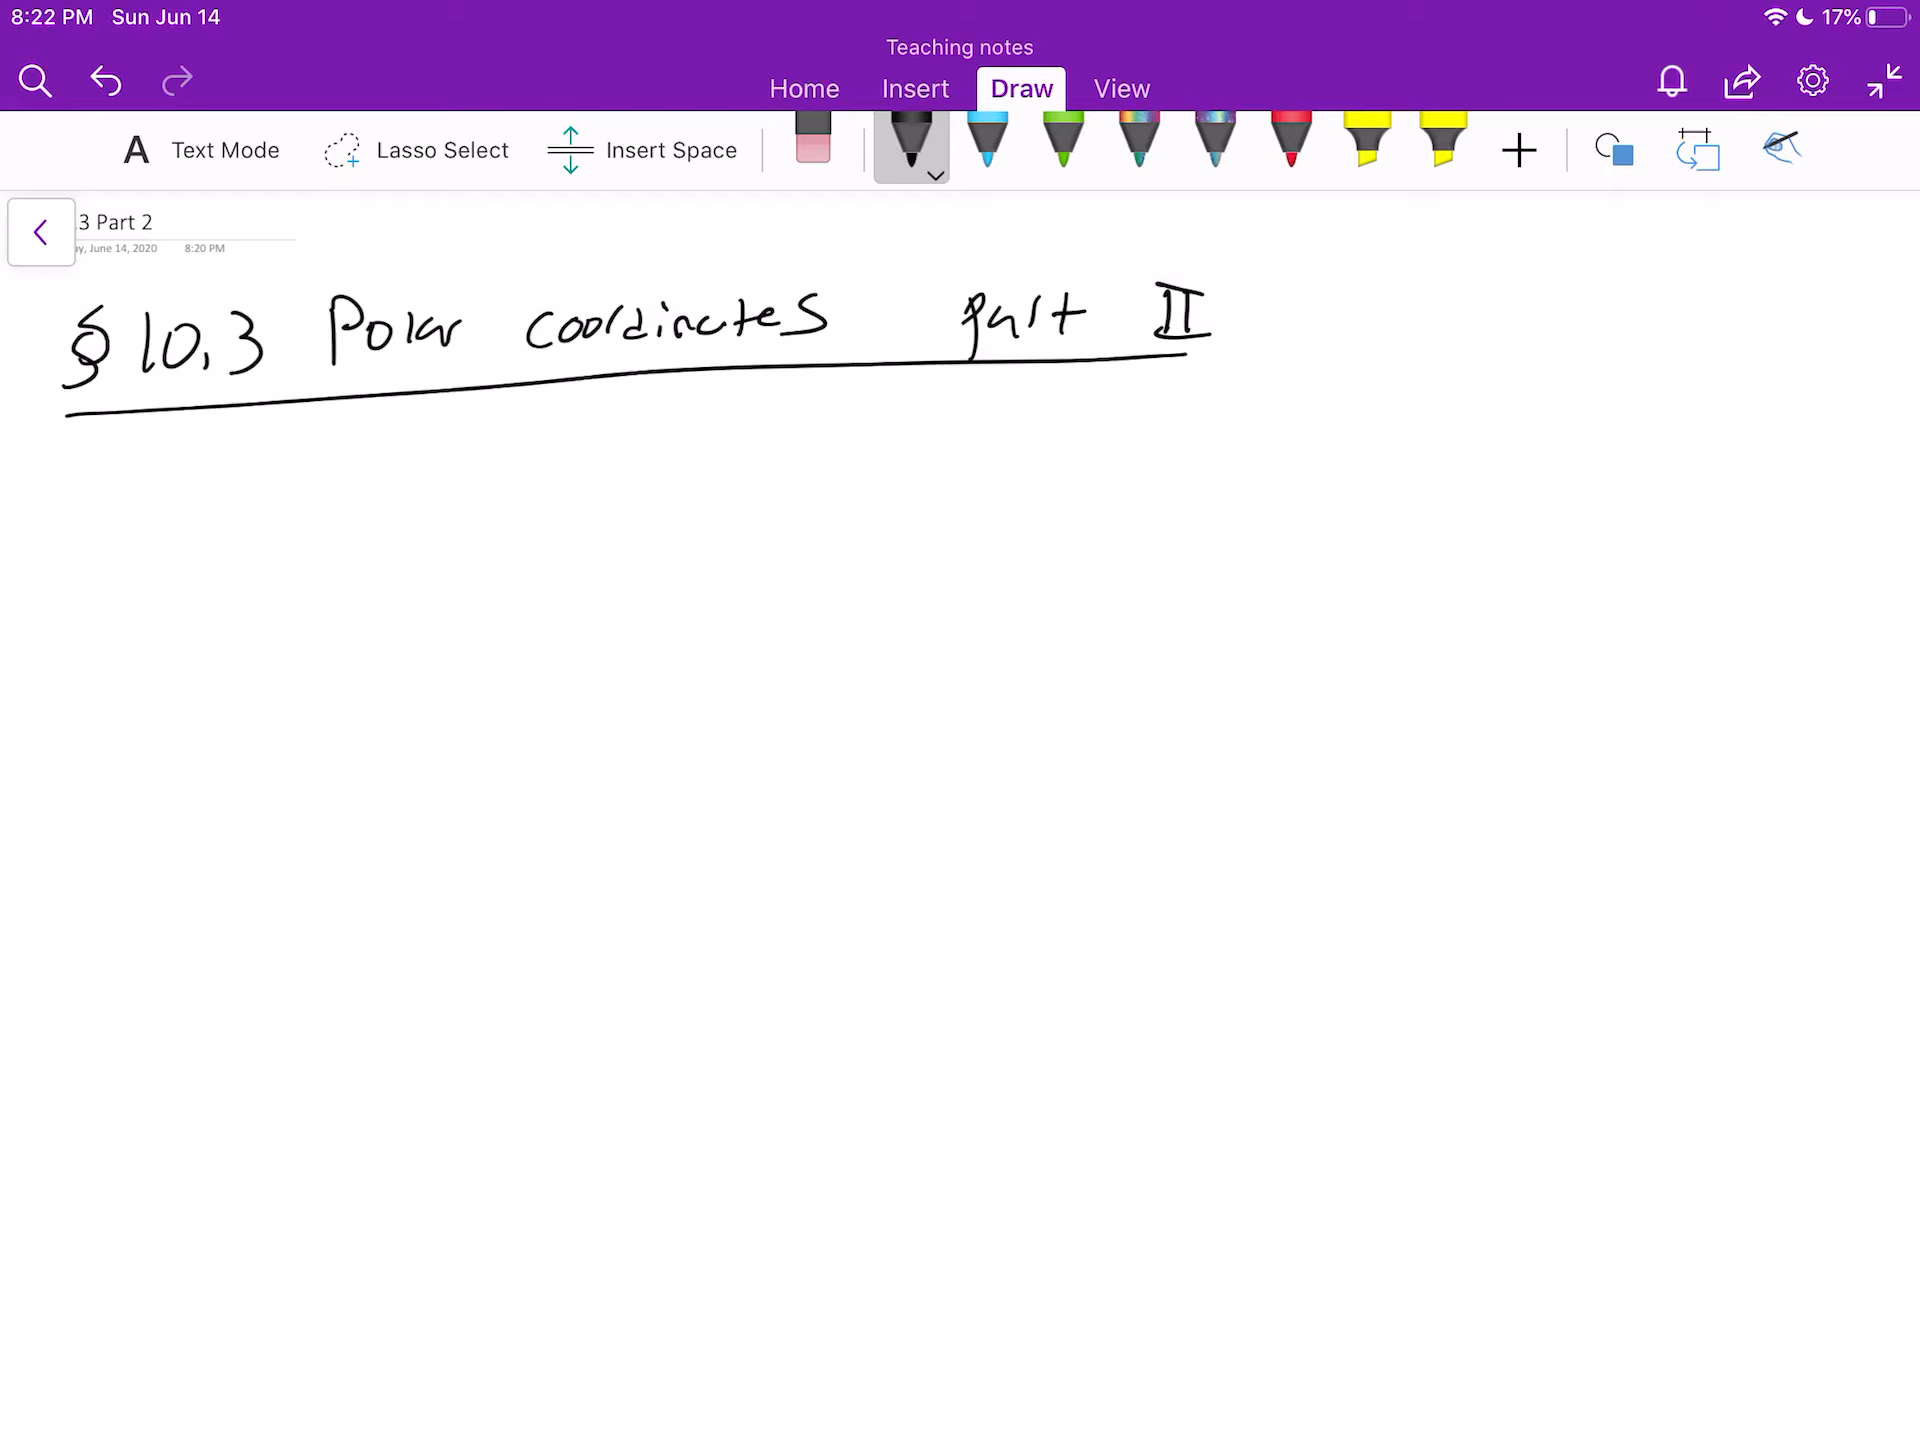 8:22 PM Sun Jun 14 17%
Teaching notes
Home Insert Draw View
A Text Mode Lasso Select Insert Space
.3 Part 2
June 14, 2020 8:20 PM
§ 10.3 Polar coordinates part II